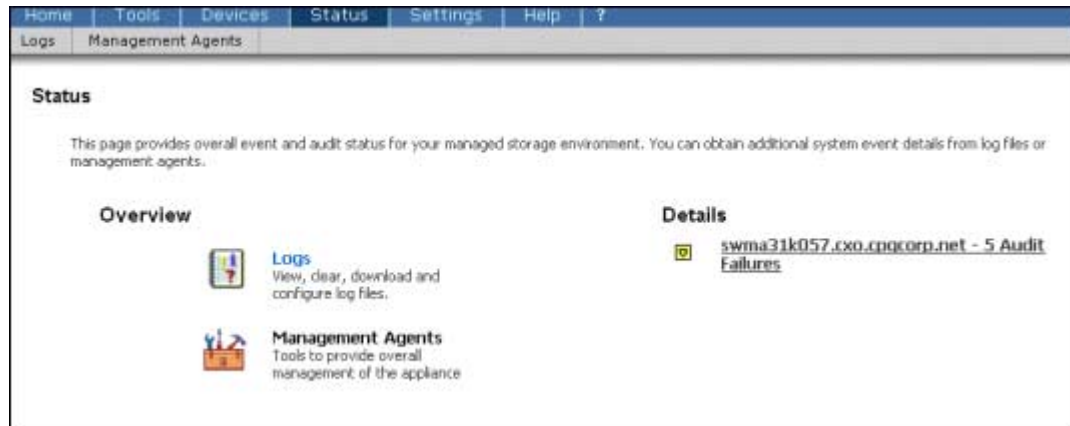 Home Tools Devices Status Settings Help ?
Logs Management Agents
Status
This page provides overall event and audit status for your managed storage environment. You can obtain additional system event details from log files or
management agents.
Overview
Details
Logs
View, clear, download and
configure log files.
swma31k057.cxo.cpqcorp.net - 5 Audit
Failures
Management Agents
Tools to provide overall
management of the appliance